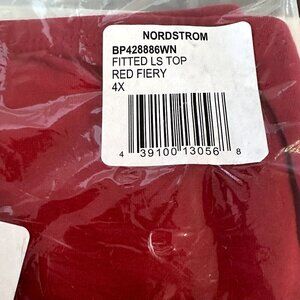 NORDSTROM
BP428886WN
FITTED LS TOP
RED FIERY
4X
4 39100 13056 8